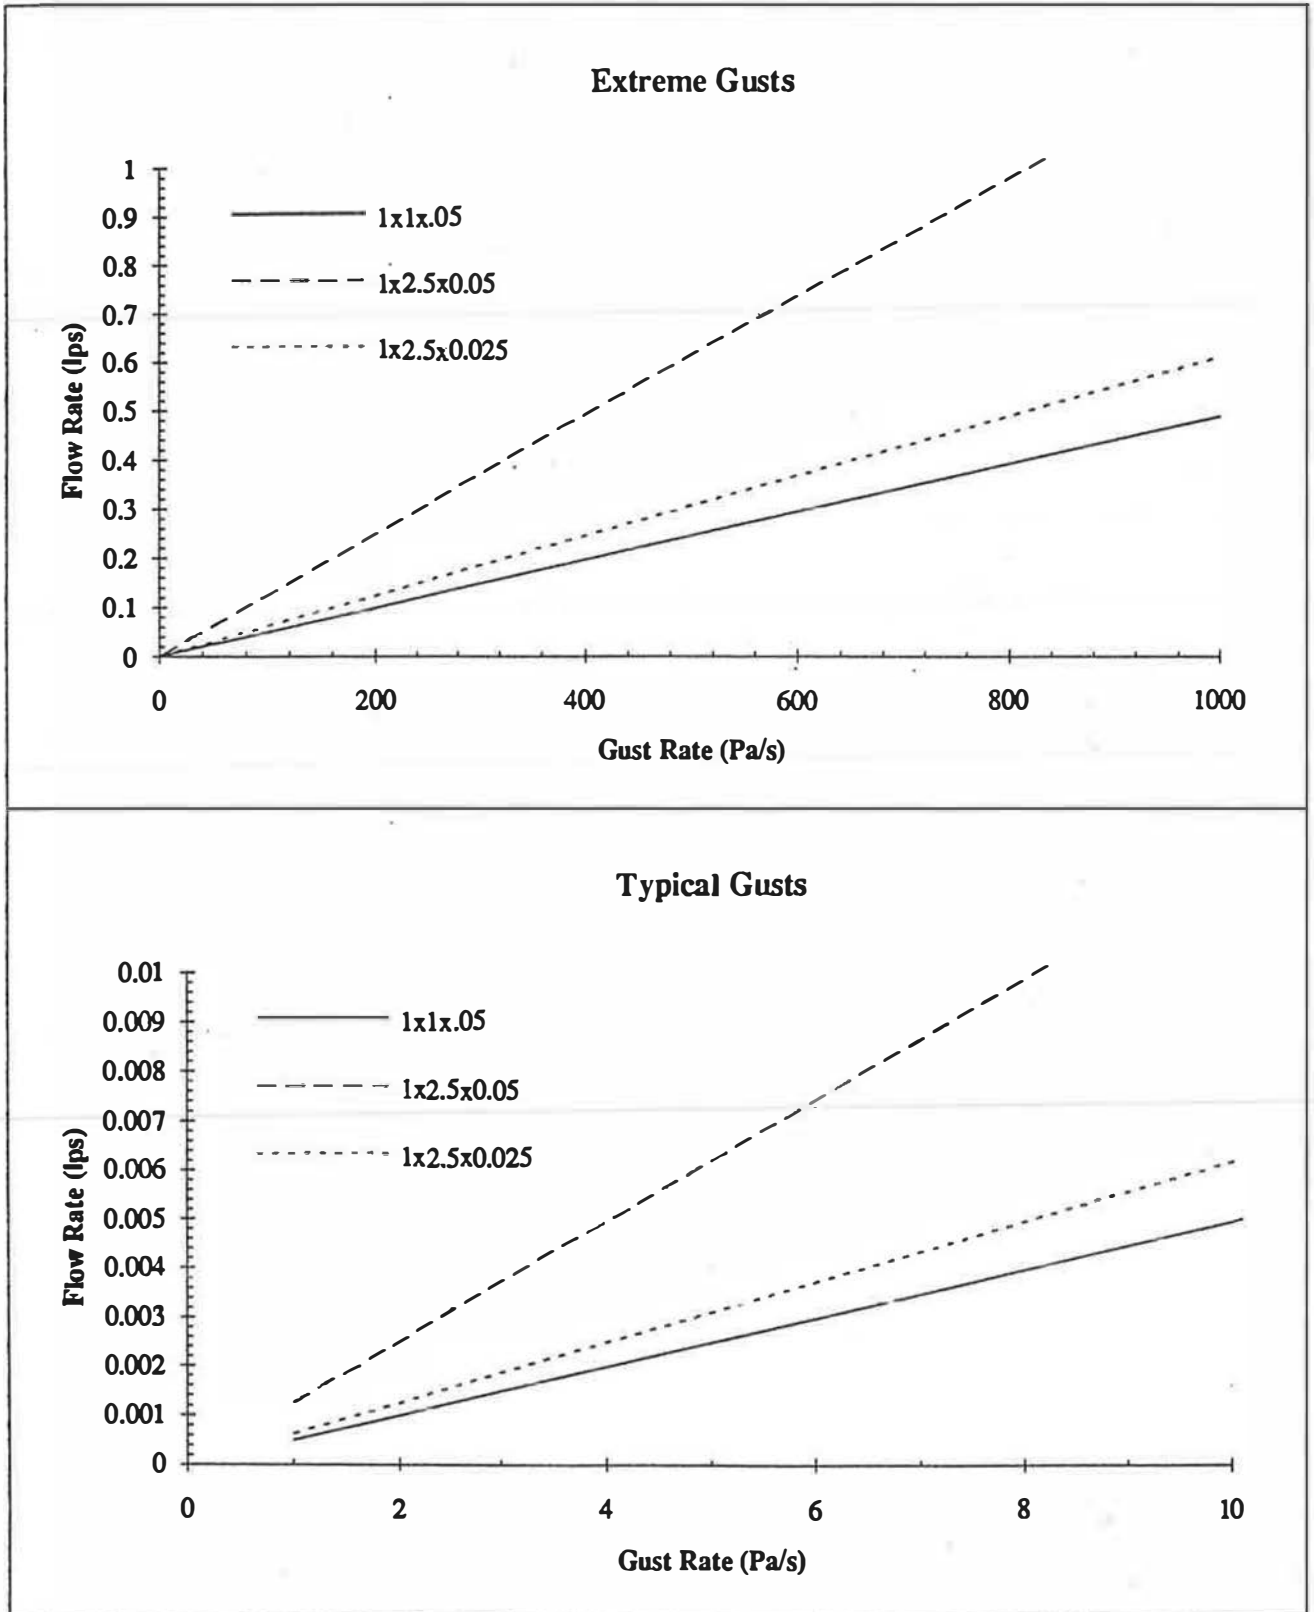 Extreme Gusts
1
0.9
0.8
0.7
0.6
0.5
0.4
0.3
0.2
0.1
0
Flow Rate (lps)
1x1x.05
1x2.5x0.05
1x2.5x0.025
0 200 400 600 800 1000
Gust Rate (Pa/s)
Typical Gusts
0.01
0.009
0.008
0.007
0.006
0.005
0.004
0.003
0.002
0.001
0
Flow Rate (lps)
1x1x.05
1x2.5x0.05
1x2.5x0.025
0 2 4 6 8 10
Gust Rate (Pa/s)